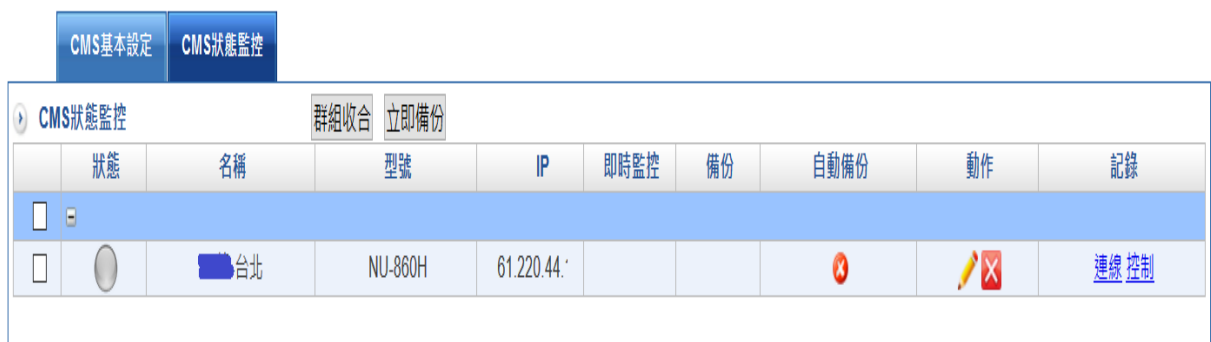 CMS基本設定 CMS狀態監控
CMS狀態監控 群組收合 立即備份
狀態 名稱 型號 IP 即時監控 備份 自動備份 動作 記錄
台北 NU-860H 61.220.44. 連線 控制